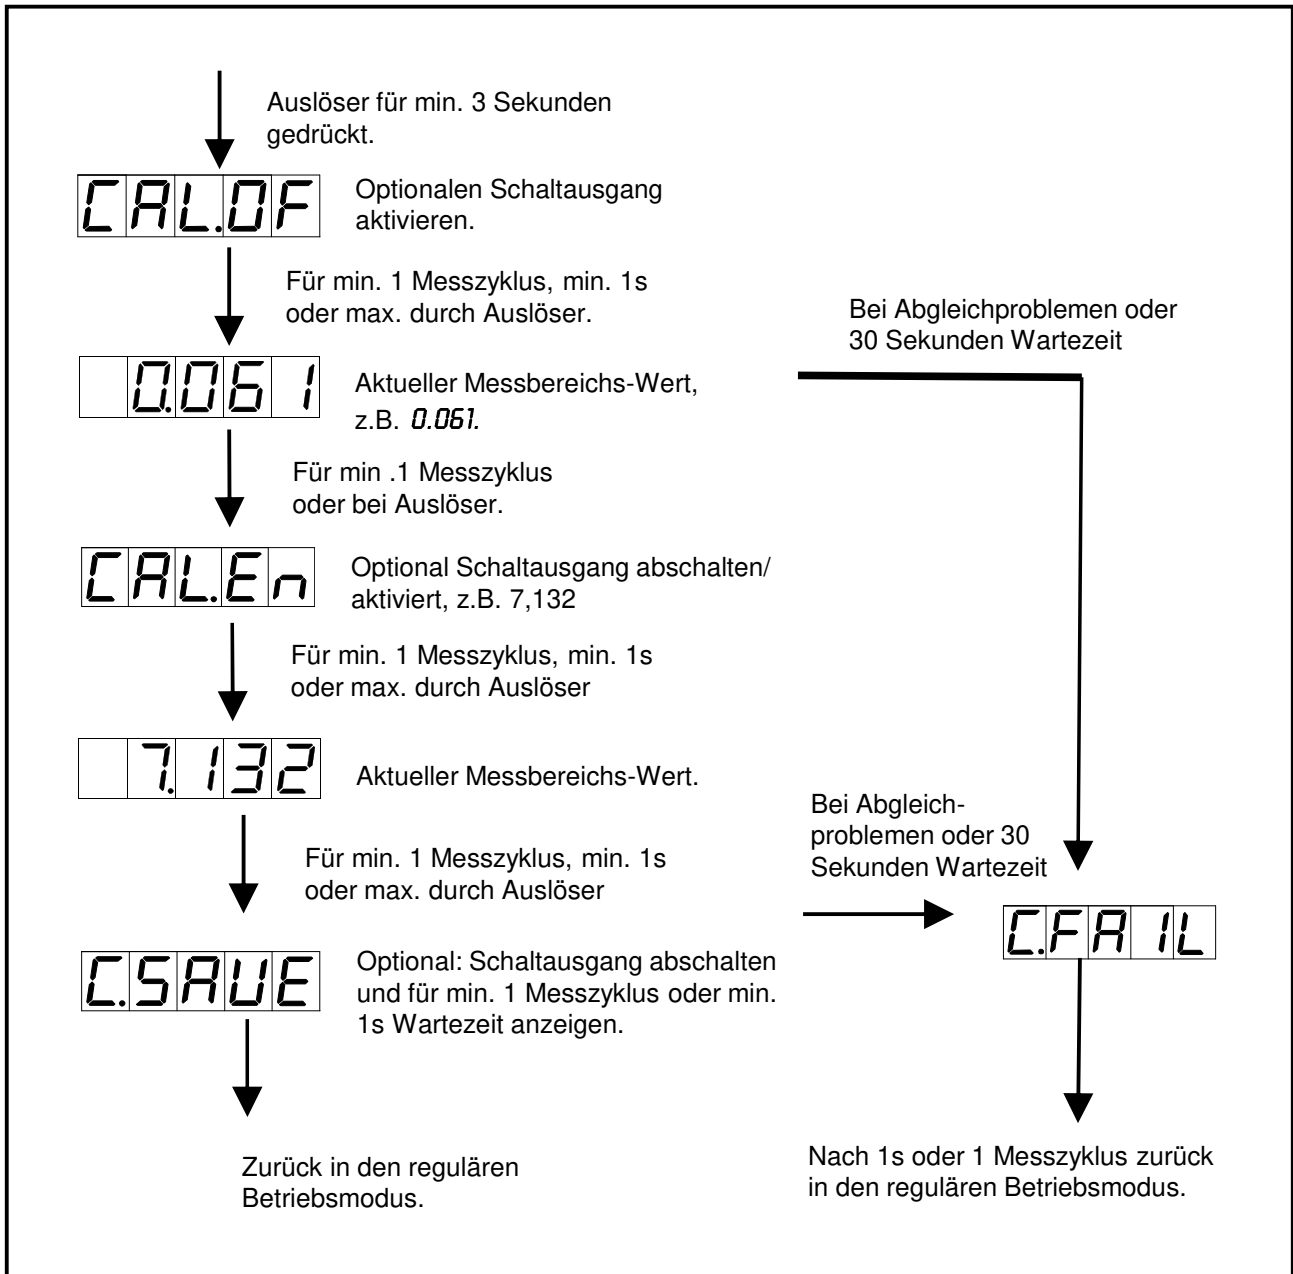 Auslöser für min. 3 Sekunden
gedrückt.
CAL.OF
Optionalen Schaltausgang
aktivieren.
Für min. 1 Messzyklus, min. 1s
oder max. durch Auslöser.
Bei Abgleichproblemen oder
30 Sekunden Wartezeit
0.061
Aktueller Messbereichs-Wert,
z.B. 0.061.
Für min .1 Messzyklus
oder bei Auslöser.
CAL.En
Optional Schaltausgang abschalten/
aktiviert, z.B. 7,132
Für min. 1 Messzyklus, min. 1s
oder max. durch Auslöser
7.132
Aktueller Messbereichs-Wert.
Bei Abgleich-
problemen oder 30
Sekunden Wartezeit
Für min. 1 Messzyklus, min. 1s
oder max. durch Auslöser
C.FAIL
C.SAVE
Optional: Schaltausgang abschalten
und für min. 1 Messzyklus oder min.
1s Wartezeit anzeigen.
Zurück in den regulären
Betriebsmodus.
Nach 1s oder 1 Messzyklus zurück
in den regulären Betriebsmodus.